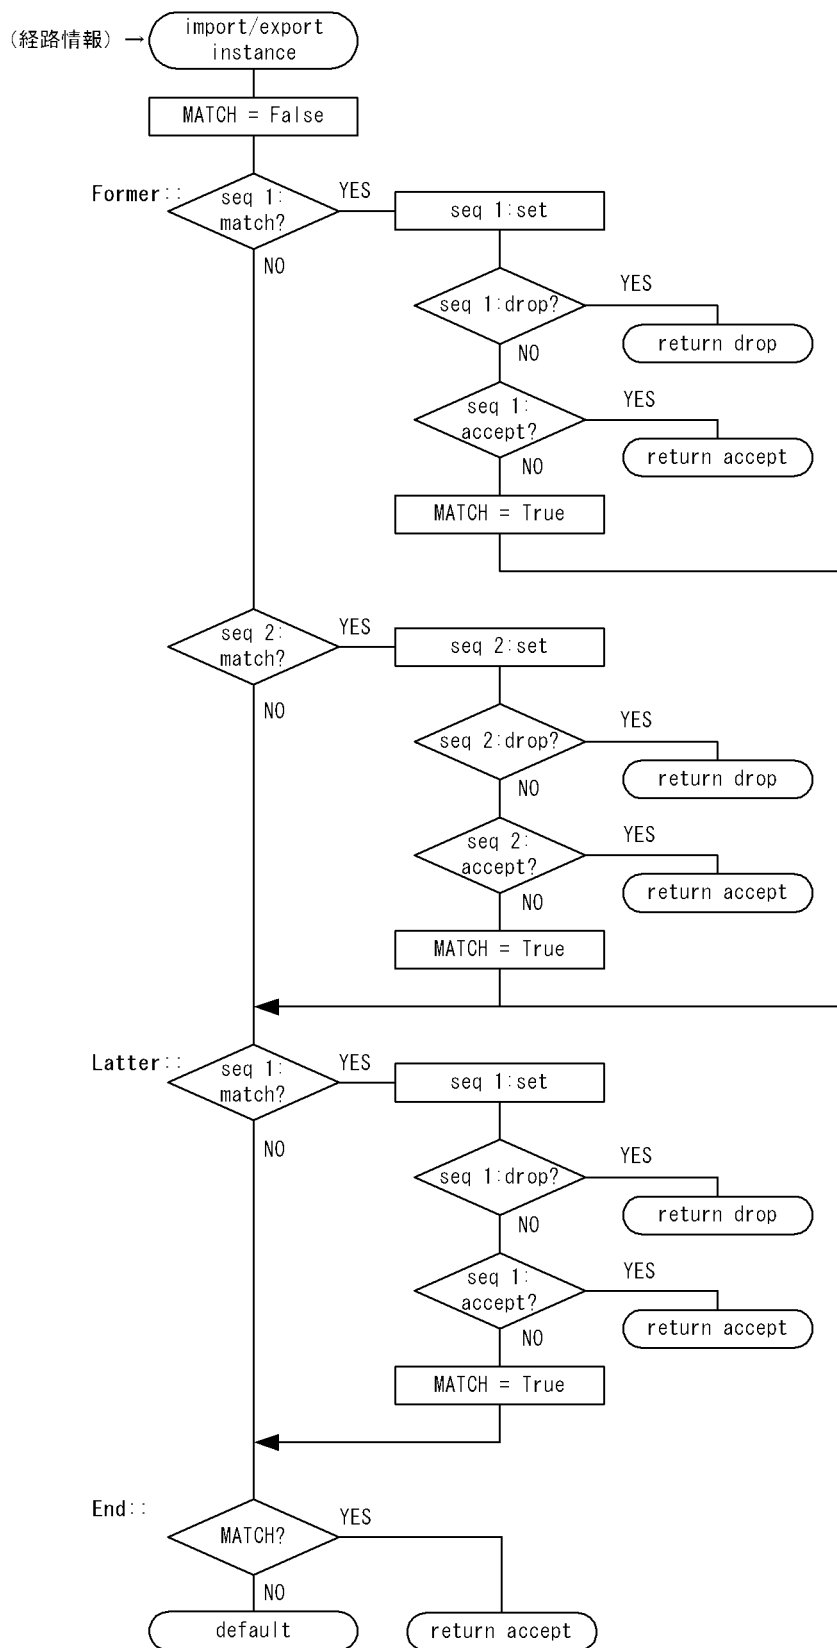 (経路情報) →
import/export
instance
MATCH = False
Former::
seq 1:
match?
YES
seq 1:set
NO
seq 1:drop?
YES
return drop
NO
seq 1:
accept?
YES
return accept
NO
MATCH = True
seq 2:
match?
YES
seq 2:set
NO
seq 2:drop?
YES
return drop
NO
seq 2:
accept?
YES
return accept
NO
MATCH = True
Latter::
seq 1:
match?
YES
seq 1:set
NO
seq 1:drop?
YES
return drop
NO
seq 1:
accept?
YES
return accept
NO
MATCH = True
End::
MATCH?
YES
NO
default
return accept